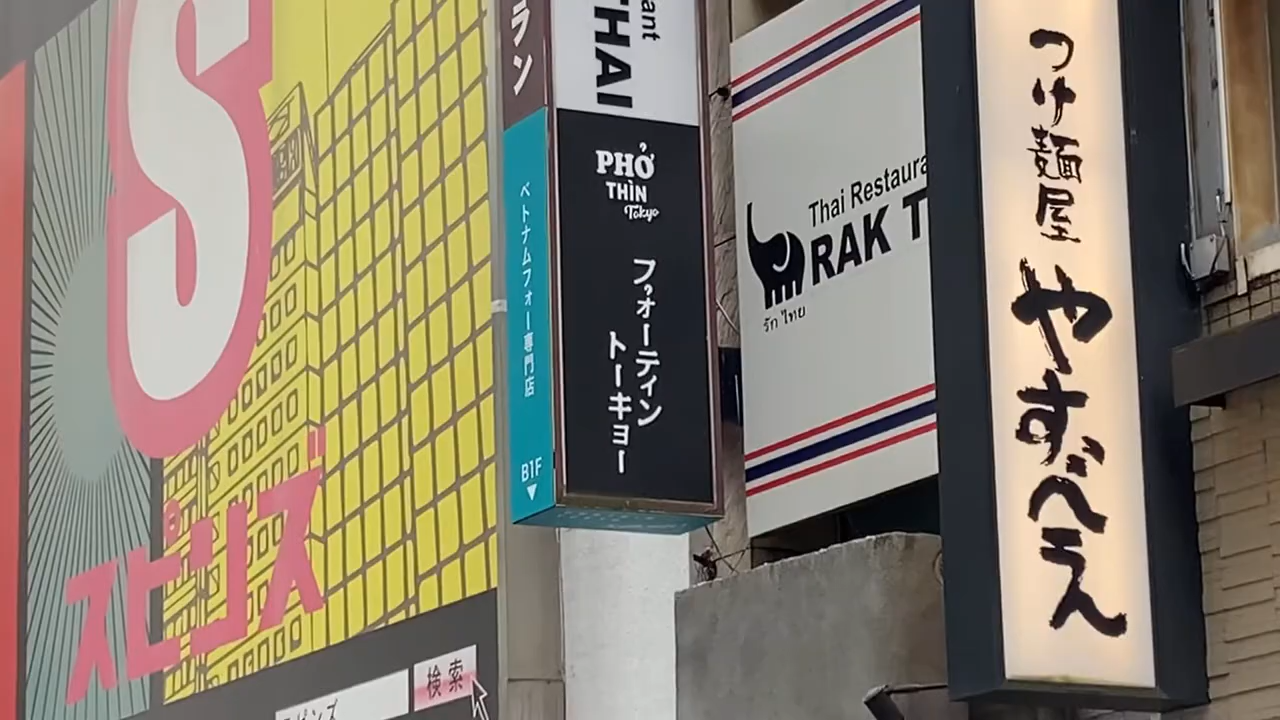 S
スピンズ
検索
ラン
ベトナムフォー専門店
B1F
THAI
PHỞ
THÌN
Tokyo
フォーティン
トーキョー
Thai Restaura
RAK T
รัก ไทย
つけ麺屋
やすべえ